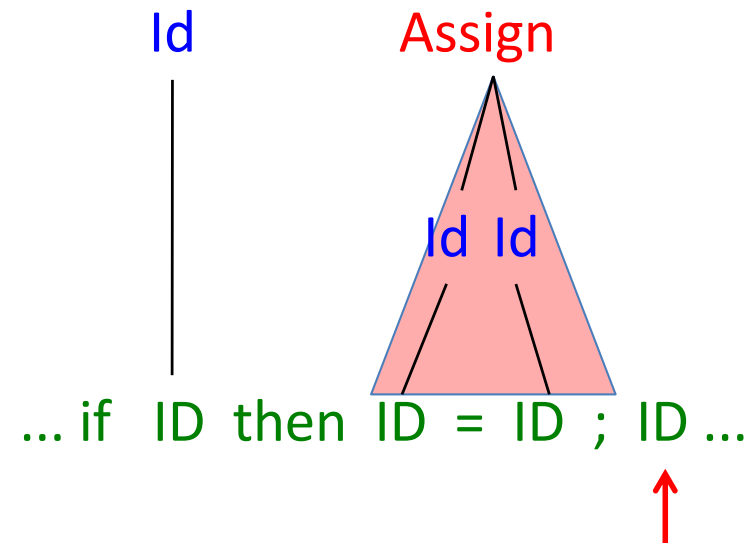 Id Assign
Id Id
... if ID then ID = ID ; ID ...